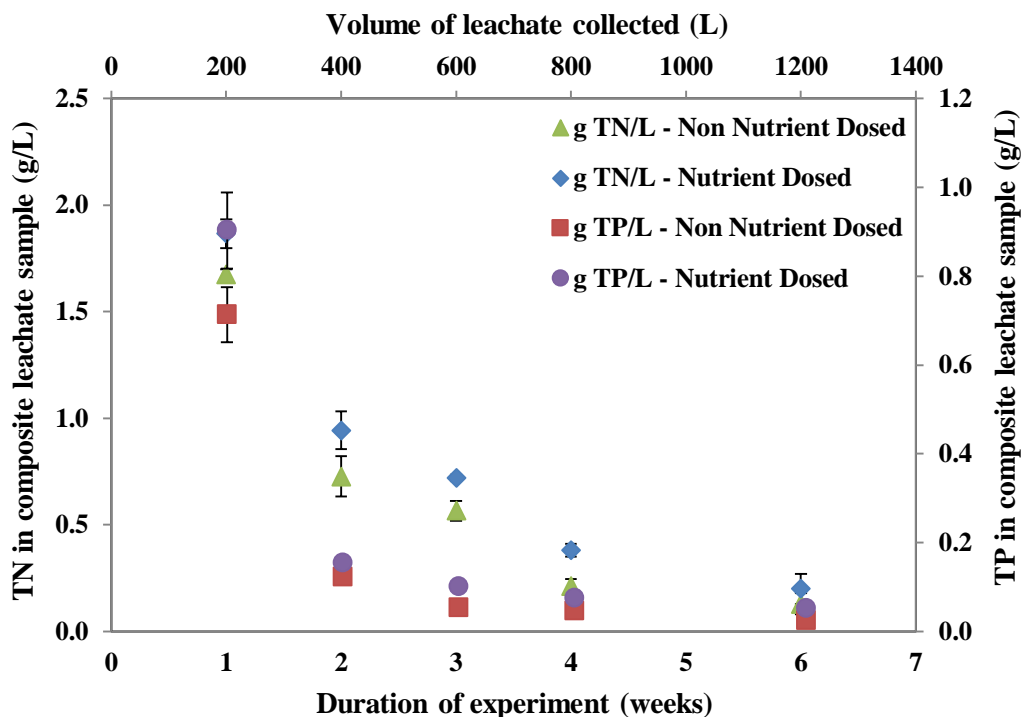 Volume of leachate collected (L)
0 200 400 600 800 1000 1200 1400
TN in composite leachate sample (g/L)
2.5
2.0
1.5
1.0
0.5
0.0
g TN/L - Non Nutrient Dosed
g TN/L - Nutrient Dosed
g TP/L - Non Nutrient Dosed
g TP/L - Nutrient Dosed
1.2
1.0
0.8
0.6
0.4
0.2
0.0
TP in composite leachate sample (g/L)
0 1 2 3 4 5 6 7
Duration of experiment (weeks)